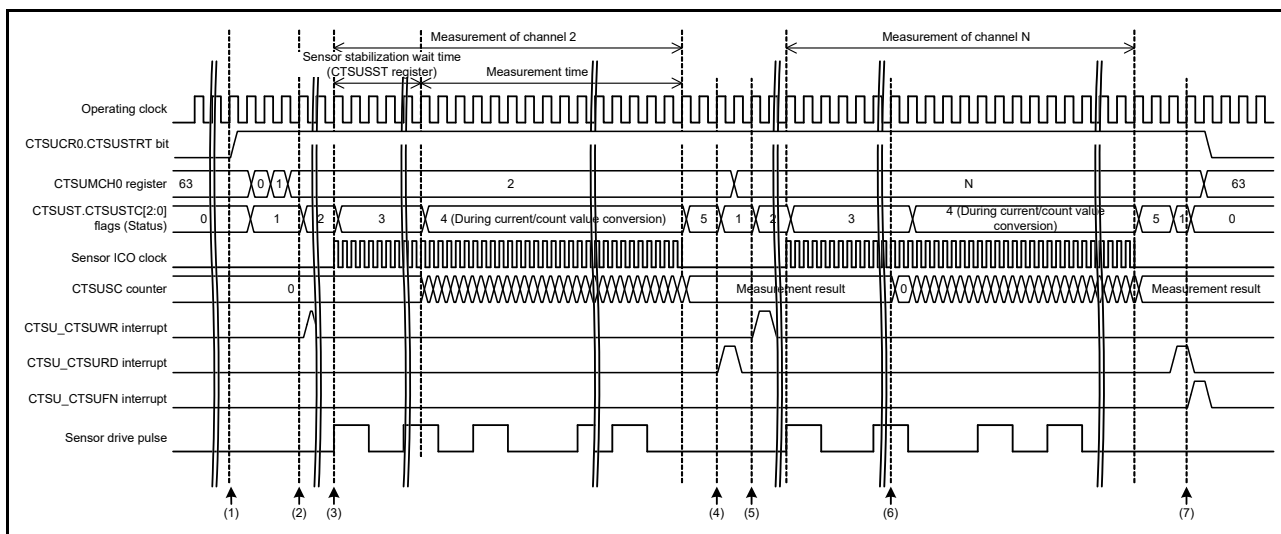 Measurement of channel 2
Measurement of channel N
Sensor stabilization wait time
(CTSUSST register)
Measurement time
Operating clock
CTSUCR0.CTSUSTRT bit
CTSUMCH0 register
63
0
1
2
N
63
CTSUST.CTSUSTC[2:0]
flags (Status)
0
1
2
3
4 (During current/count value conversion)
5
1
2
3
4 (During current/count value
conversion)
5
1
0
Sensor ICO clock
CTSUSC counter
0
Measurement result
0
Measurement result
CTSU_CTSUWR interrupt
CTSU_CTSURD interrupt
CTSU_CTSUFN interrupt
Sensor drive pulse
(1)
(2)
(3)
(4)
(5)
(6)
(7)